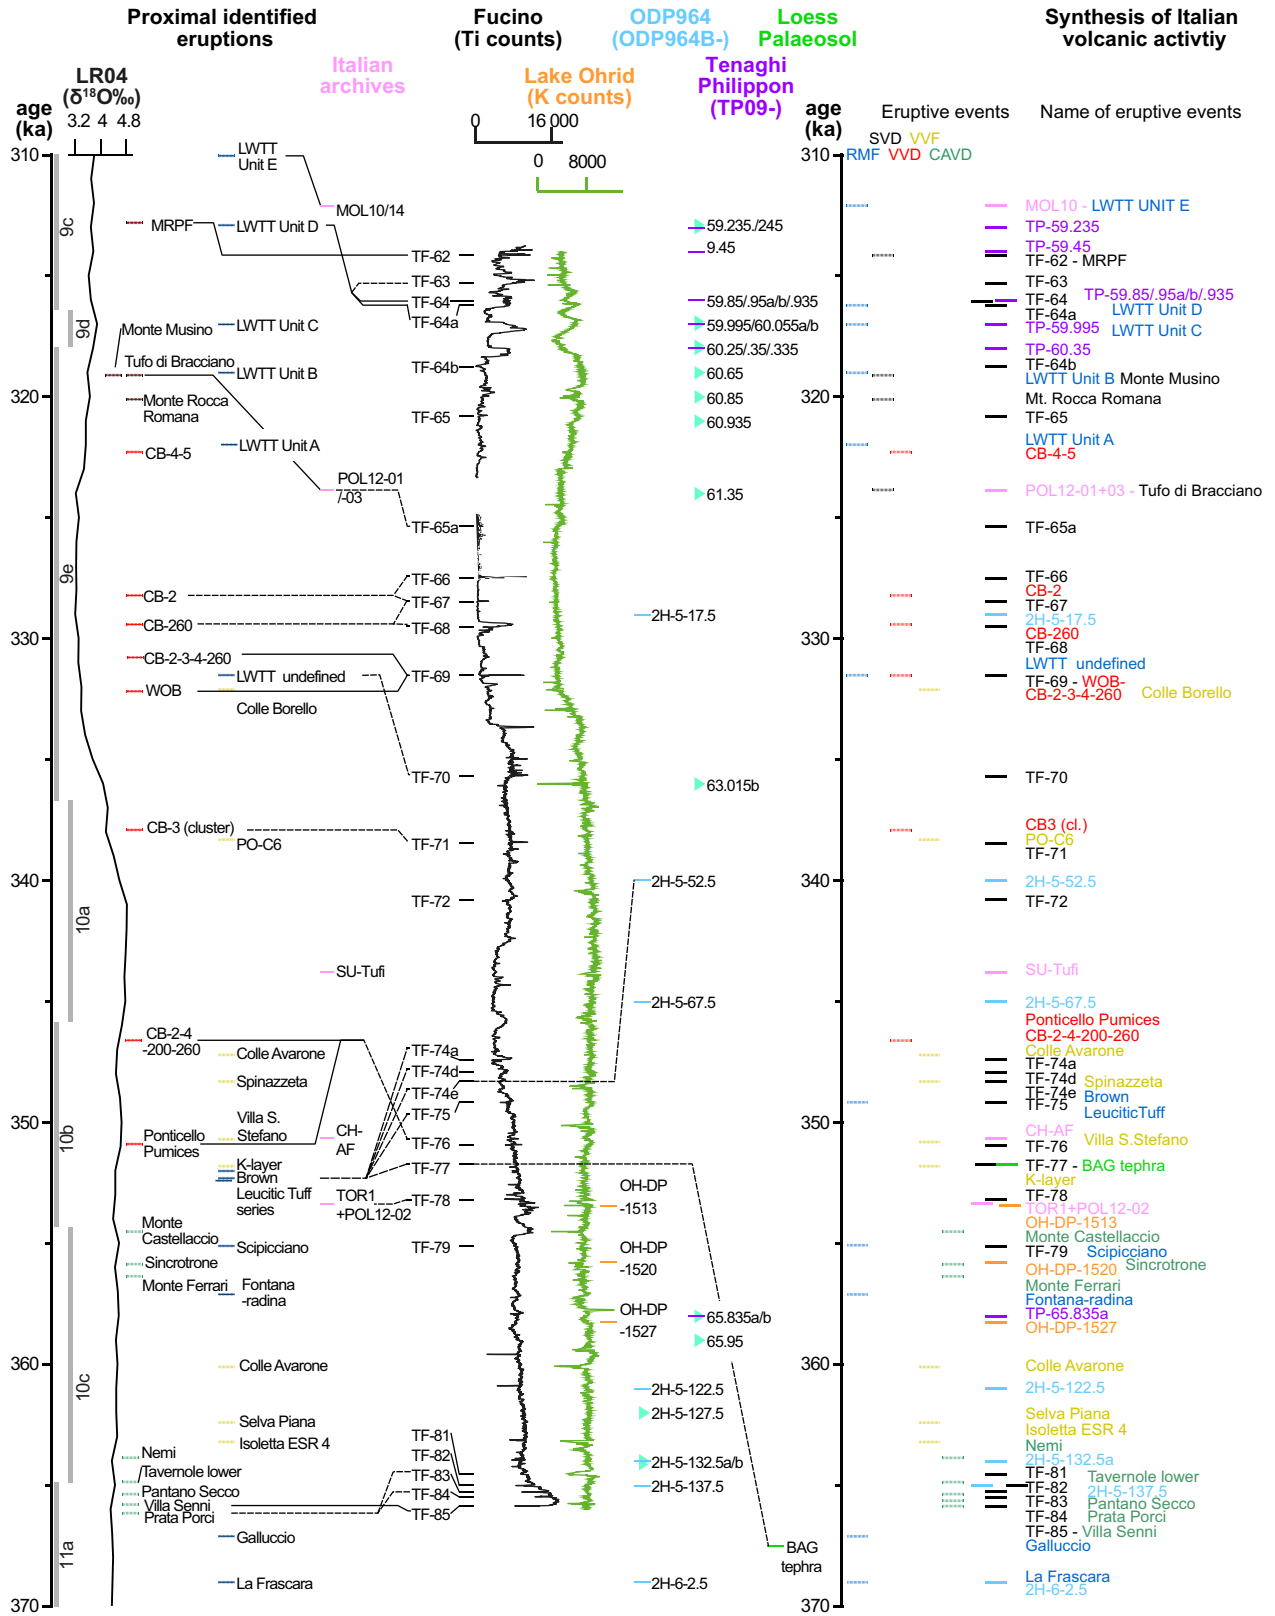 Proximal identified
eruptions
Fucino
(Ti counts)
ODP964
(ODP964B-)
Loess
Palaeosol
Synthesis of Italian
volcanic activtiy
Italian
archives
Lake Ohrid
(K counts)
Tenaghi
Philippon
(TP09-)
LR04
(δ18O‰)
age
(ka)
3.2 4 4.8
0 16 000
0 8000
age
(ka)
Eruptive events
Name of eruptive events
SVD VVF
RMF VVD CAVD
310
320
330
340
350
360
370
9c
9d
9e
10a
10b
10c
11a
LWTT
Unit E
MOL10/14
MRPF
LWTT Unit D
Monte Musino
LWTT Unit C
Tufo di Bracciano
LWTT Unit B
Monte Rocca
Romana
LWTT Unit A
CB-4-5
POL12-01
/-03
CB-2
CB-260
CB-2-3-4-260
LWTT undefined
WOB
Colle Borello
CB-3 (cluster)
PO-C6
SU-Tufi
CB-2-4
-200-260
Colle Avarone
Spinazzeta
Villa S.
Stefano
Ponticello
Pumices
CH-
AF
K-layer
Brown
Leucitic Tuff
series
TOR1
+POL12-02
Monte
Castellaccio
Scipicciano
Sincrotrone
Monte Ferrari
Fontana
-radina
Colle Avarone
Selva Piana
Isoletta ESR 4
Nemi
Tavernole lower
Pantano Secco
Villa Senni
Prata Porci
Galluccio
La Frascara
TF-62
TF-63
TF-64
TF-64a
TF-64b
TF-65
TF-65a
TF-66
TF-67
TF-68
TF-69
TF-70
TF-71
TF-72
TF-74a
TF-74d
TF-74e
TF-75
TF-76
TF-77
TF-78
TF-79
TF-81
TF-82
TF-83
TF-84
TF-85
OH-DP
-1513
OH-DP
-1520
OH-DP
-1527
2H-5-17.5
2H-5-52.5
2H-5-67.5
2H-5-122.5
2H-5-127.5
2H-5-132.5a/b
2H-5-137.5
2H-6-2.5
59.235/.245
9.45
59.85/.95a/b/.935
59.995/60.055a/b
60.25/.35/.335
60.65
60.85
60.935
61.35
63.015b
65.835a/b
65.95
BAG
tephra
310
320
330
340
350
360
370
MOL10 - LWTT UNIT E
TP-59.235
TP-59.45
TF-62 - MRPF
TF-63
TF-64 TP-59.85/.95a/b/.935
TF-64a LWTT Unit D
TP-59.995 LWTT Unit C
TP-60.35
TF-64b
LWTT Unit B Monte Musino
Mt. Rocca Romana
TF-65
LWTT Unit A
CB-4-5
POL12-01+03 - Tufo di Bracciano
TF-65a
TF-66
CB-2
TF-67
2H-5-17.5
CB-260
TF-68
LWTT undefined
TF-69 - WOB-
CB-2-3-4-260 Colle Borello
TF-70
CB3 (cl.)
PO-C6
TF-71
2H-5-52.5
TF-72
SU-Tufi
2H-5-67.5
Ponticello Pumices
CB-2-4-200-260
Colle Avarone
TF-74a
TF-74d Spinazzeta
TF-74e Brown
TF-75 LeuciticTuff
CH-AF
TF-76 Villa S.Stefano
TF-77 - BAG tephra
K-layer
TF-78
TOR1+POL12-02
OH-DP-1513
Monte Castellaccio
TF-79 Scipicciano
OH-DP-1520 Sincrotrone
Monte Ferrari
Fontana-radina
TP-65.835a
OH-DP-1527
Colle Avarone
2H-5-122.5
Selva Piana
Isoletta ESR 4
Nemi
2H-5-132.5a
TF-81 Tavernole lower
TF-82 2H-5-137.5
TF-83 Pantano Secco
TF-84 Prata Porci
TF-85 - Villa Senni
Galluccio
La Frascara
2H-6-2.5